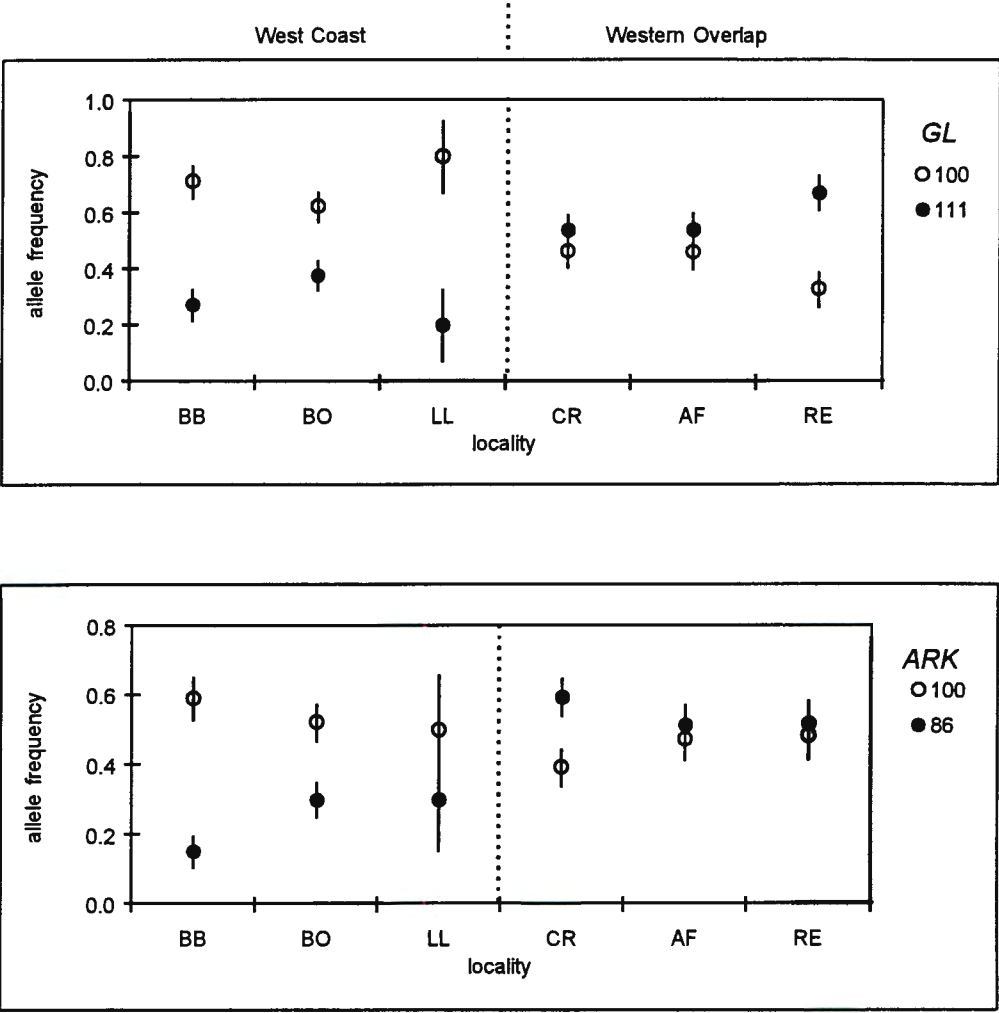 West Coast Western Overlap
1.0
0.8
0.6
0.4
0.2
0.0
allele frequency
BB BO LL CR AF RE
locality
GL
100
111
0.8
0.6
0.4
0.2
0.0
allele frequency
BB BO LL CR AF RE
locality
ARK
100
86